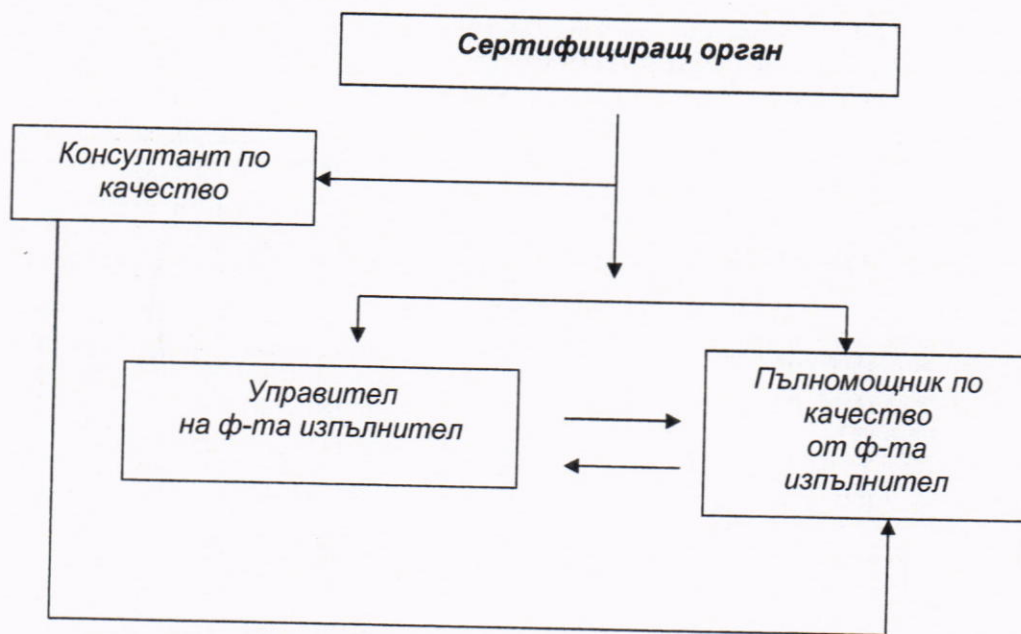 Сертифициращ орган
Консултант по
качество
Управител
на ф-та изпълнител
Пълномощник по
качество
от ф-та
изпълнител